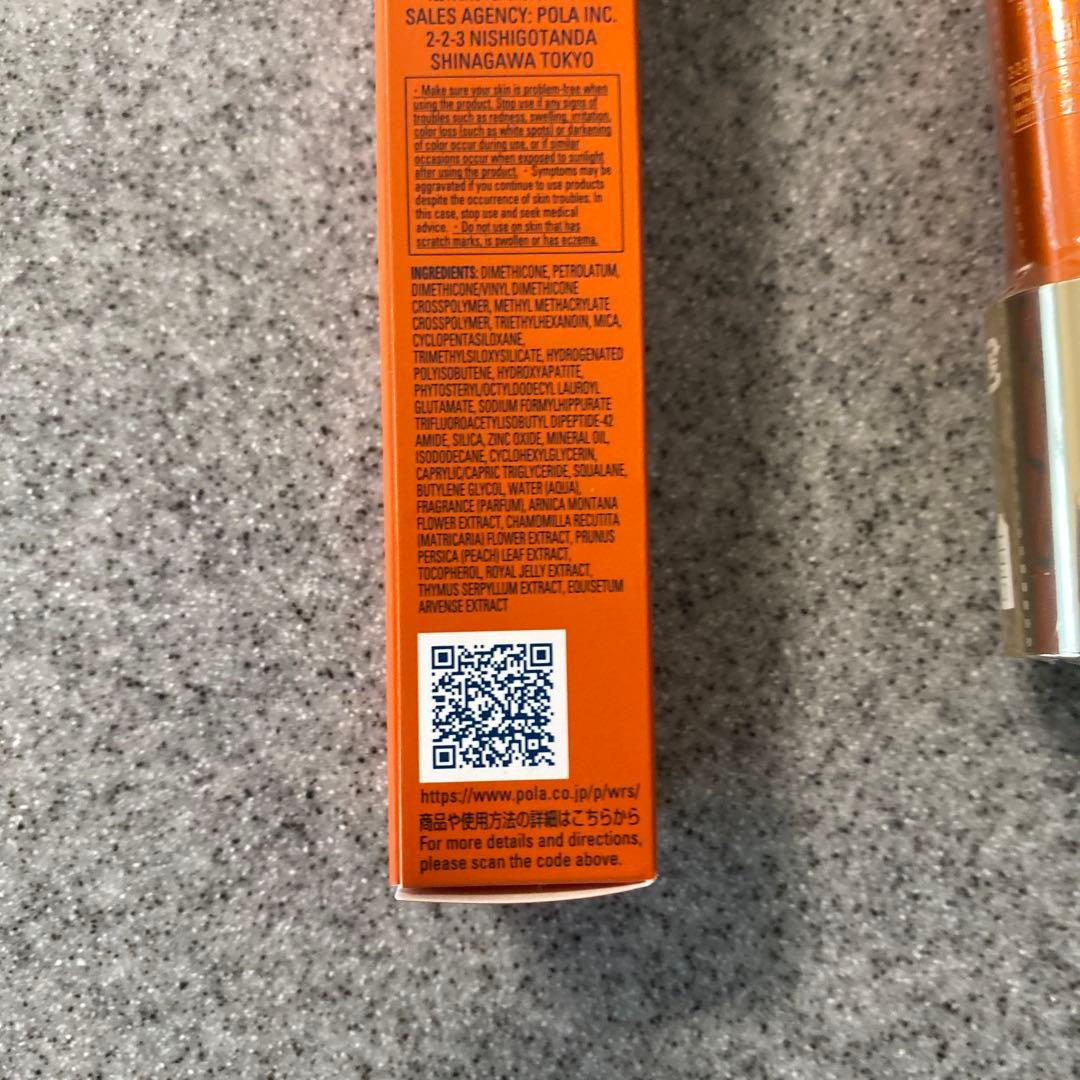 SALES AGENCY: POLA INC.
2-2-3 NISHIGOTANDA
SHINAGAWA TOKYO
・Make sure your skin is problem-free when
using the product. Stop use if any signs of
troubles such as redness, swelling, irritation,
color loss (such as white spots) or darkening
of color occur during use, or if similar
occasions occur when exposed to sunlight
after using the product. ・Symptoms may be
aggravated if you continue to use products
despite the occurrence of skin troubles. In
this case, stop use and seek medical
advice. ・Do not use on skin that has
scratch marks, is swollen or has eczema.
INGREDIENTS: DIMETHICONE, PETROLATUM,
DIMETHICONE/VINYL DIMETHICONE
CROSSPOLYMER, METHYL METHACRYLATE
CROSSPOLYMER, TRIETHYLHEXANOIN, MICA,
CYCLOPENTASILOXANE,
TRIMETHYLSILOXYSILICATE, HYDROGENATED
POLYISOBUTENE, HYDROXYAPATITE,
PHYTOSTERYL/OCTYLDODECYL LAUROYL
GLUTAMATE, SODIUM FORMYLHIPPURATE
TRIFLUOROACETYLISOBUTYL DIPEPTIDE-42
AMIDE, SILICA, ZINC OXIDE, MINERAL OIL,
ISODODECANE, CYCLOHEXYLGLYCERIN,
CAPRYLIC/CAPRIC TRIGLYCERIDE, SQUALANE,
BUTYLENE GLYCOL, WATER (AQUA),
FRAGRANCE (PARFUM), ARNICA MONTANA
FLOWER EXTRACT, CHAMOMILLA RECUTITA
(MATRICARIA) FLOWER EXTRACT, PRUNUS
PERSICA (PEACH) LEAF EXTRACT,
TOCOPHEROL, ROYAL JELLY EXTRACT,
THYMUS SERPYLLUM EXTRACT, EQUISETUM
ARVENSE EXTRACT
https://www.pola.co.jp/p/wrs/
商品や使用方法の詳細はこちらから
For more details and directions,
please scan the code above.